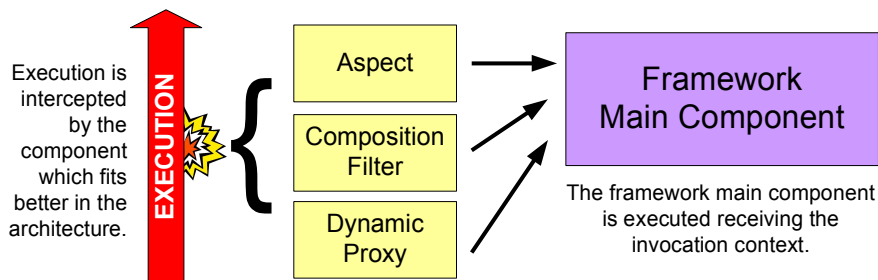 Execution is
intercepted
by the
component
which fits
better in the
architecture.
EXECUTION
Aspect
Composition
Filter
Dynamic
Proxy
Framework
Main Component
The framework main component
is executed receiving the
invocation context.